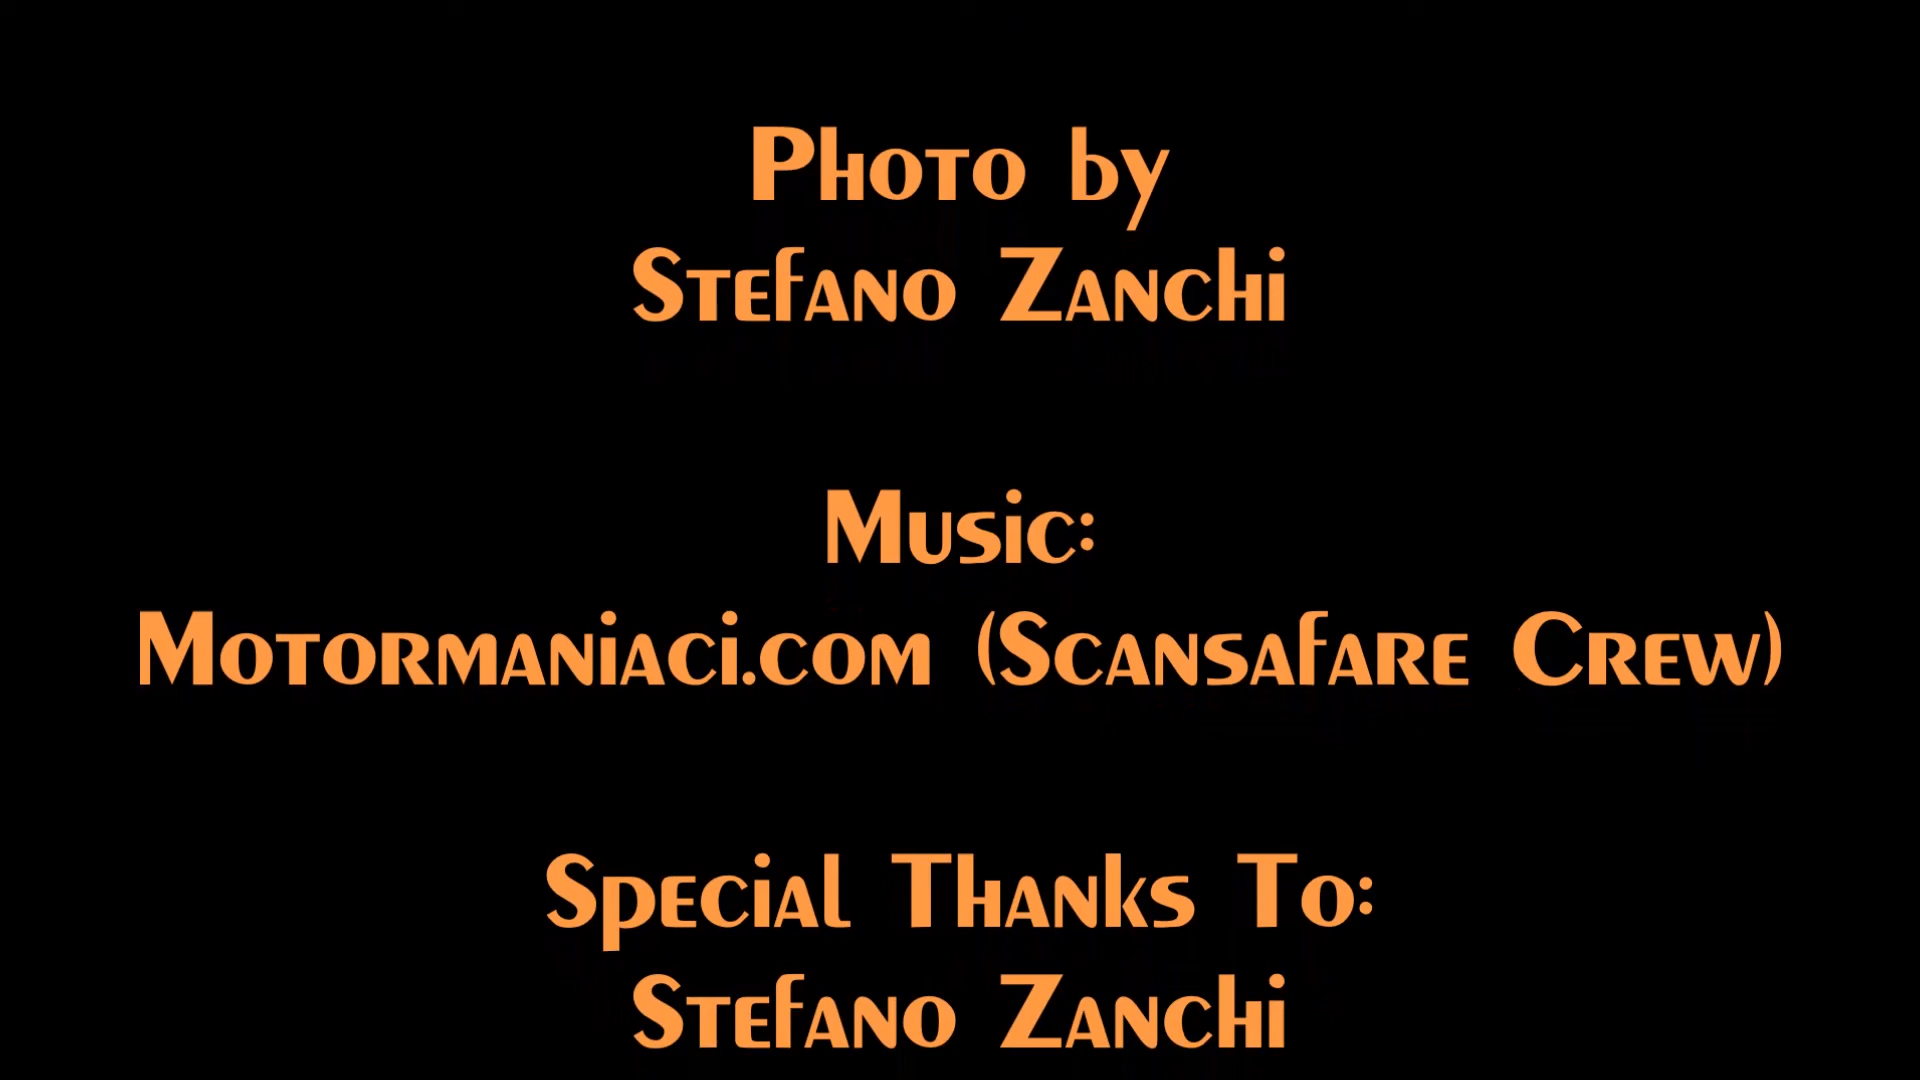 Photo by
Stefano Zanchi
Music:
Motormaniaci.com (Scansafare Crew)
Special Thanks To:
Stefano Zanchi